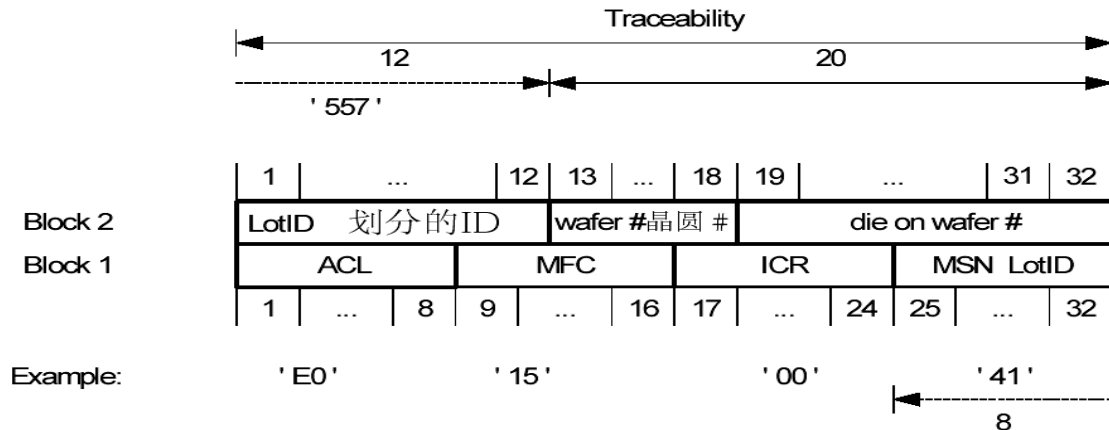 Traceability
12 20
' 557 '
1 ... 12 13 ... 18 19 ... 31 32
Block 2 LotID 划分的ID wafer #晶圆 # die on wafer #
Block 1 ACL MFC ICR MSN LotID
1 ... 8 9 ... 16 17 ... 24 25 ... 32
Example: ' E0 ' ' 15 ' ' 00 ' ' 41 '
8